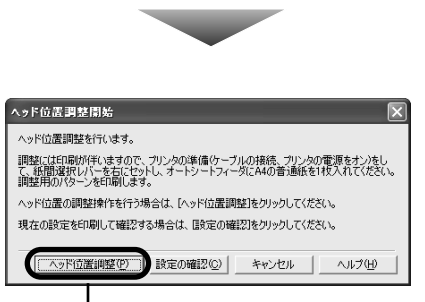 ヘッド位置調整開始
ヘッド位置調整を行います。
調整には印刷が伴いますので、プリンタの準備(ケーブルの接続、プリンタの電源をオン)をし
て、紙間選択レバーを右にセットし、オートシートフィーダにA4の普通紙を1枚入れてください。
調整用のパターンを印刷します。
ヘッド位置の調整操作を行う場合は、[ヘッド位置調整]をクリックしてください。
現在の設定を印刷して確認する場合は、[設定の確認]をクリックしてください。
ヘッド位置調整(P) 設定の確認(C) キャンセル ヘルプ(H)